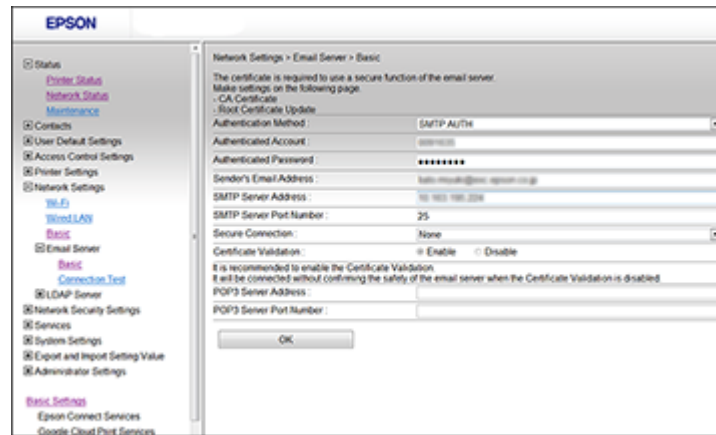 EPSON
Status
Printer Status
Network Status
Maintenance
Contacts
User Default Settings
Access Control Settings
Printer Settings
Network Settings
Wi-Fi
Wired LAN
Basic
Email Server
Basic
Connection Test
LDAP Server
Network Security Settings
Services
System Settings
Export and Import Setting Value
Administrator Settings
Basic Settings
Epson Connect Services
Google Cloud Print Services
Network Settings > Email Server > Basic
The certificate is required to use a secure function of the email server.
Make settings on the following page.
- CA Certificate
- Root Certificate Update
Authentication Method : SMTP AUTH
Authenticated Account :
Authenticated Password : ●●●●●●●●
Sender's Email Address :
SMTP Server Address :
SMTP Server Port Number : 25
Secure Connection : None
Certificate Validation : Enable Disable
It is recommended to enable the Certificate Validation.
It will be connected without confirming the safety of the email server when the Certificate Validation is disabled.
POP3 Server Address :
POP3 Server Port Number :
OK